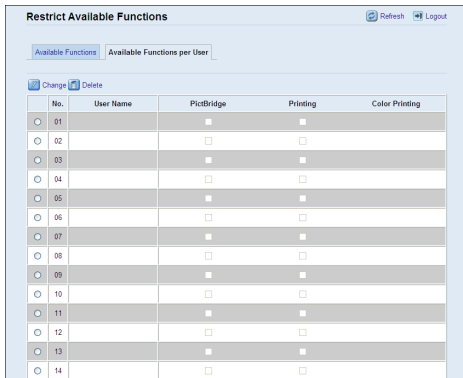 Restrict Available Functions
Refresh Logout
Available Functions Available Functions per User
Change Delete
No. User Name PictBridge Printing Color Printing
01
02
03
04
05
06
07
08
09
10
11
12
13
14